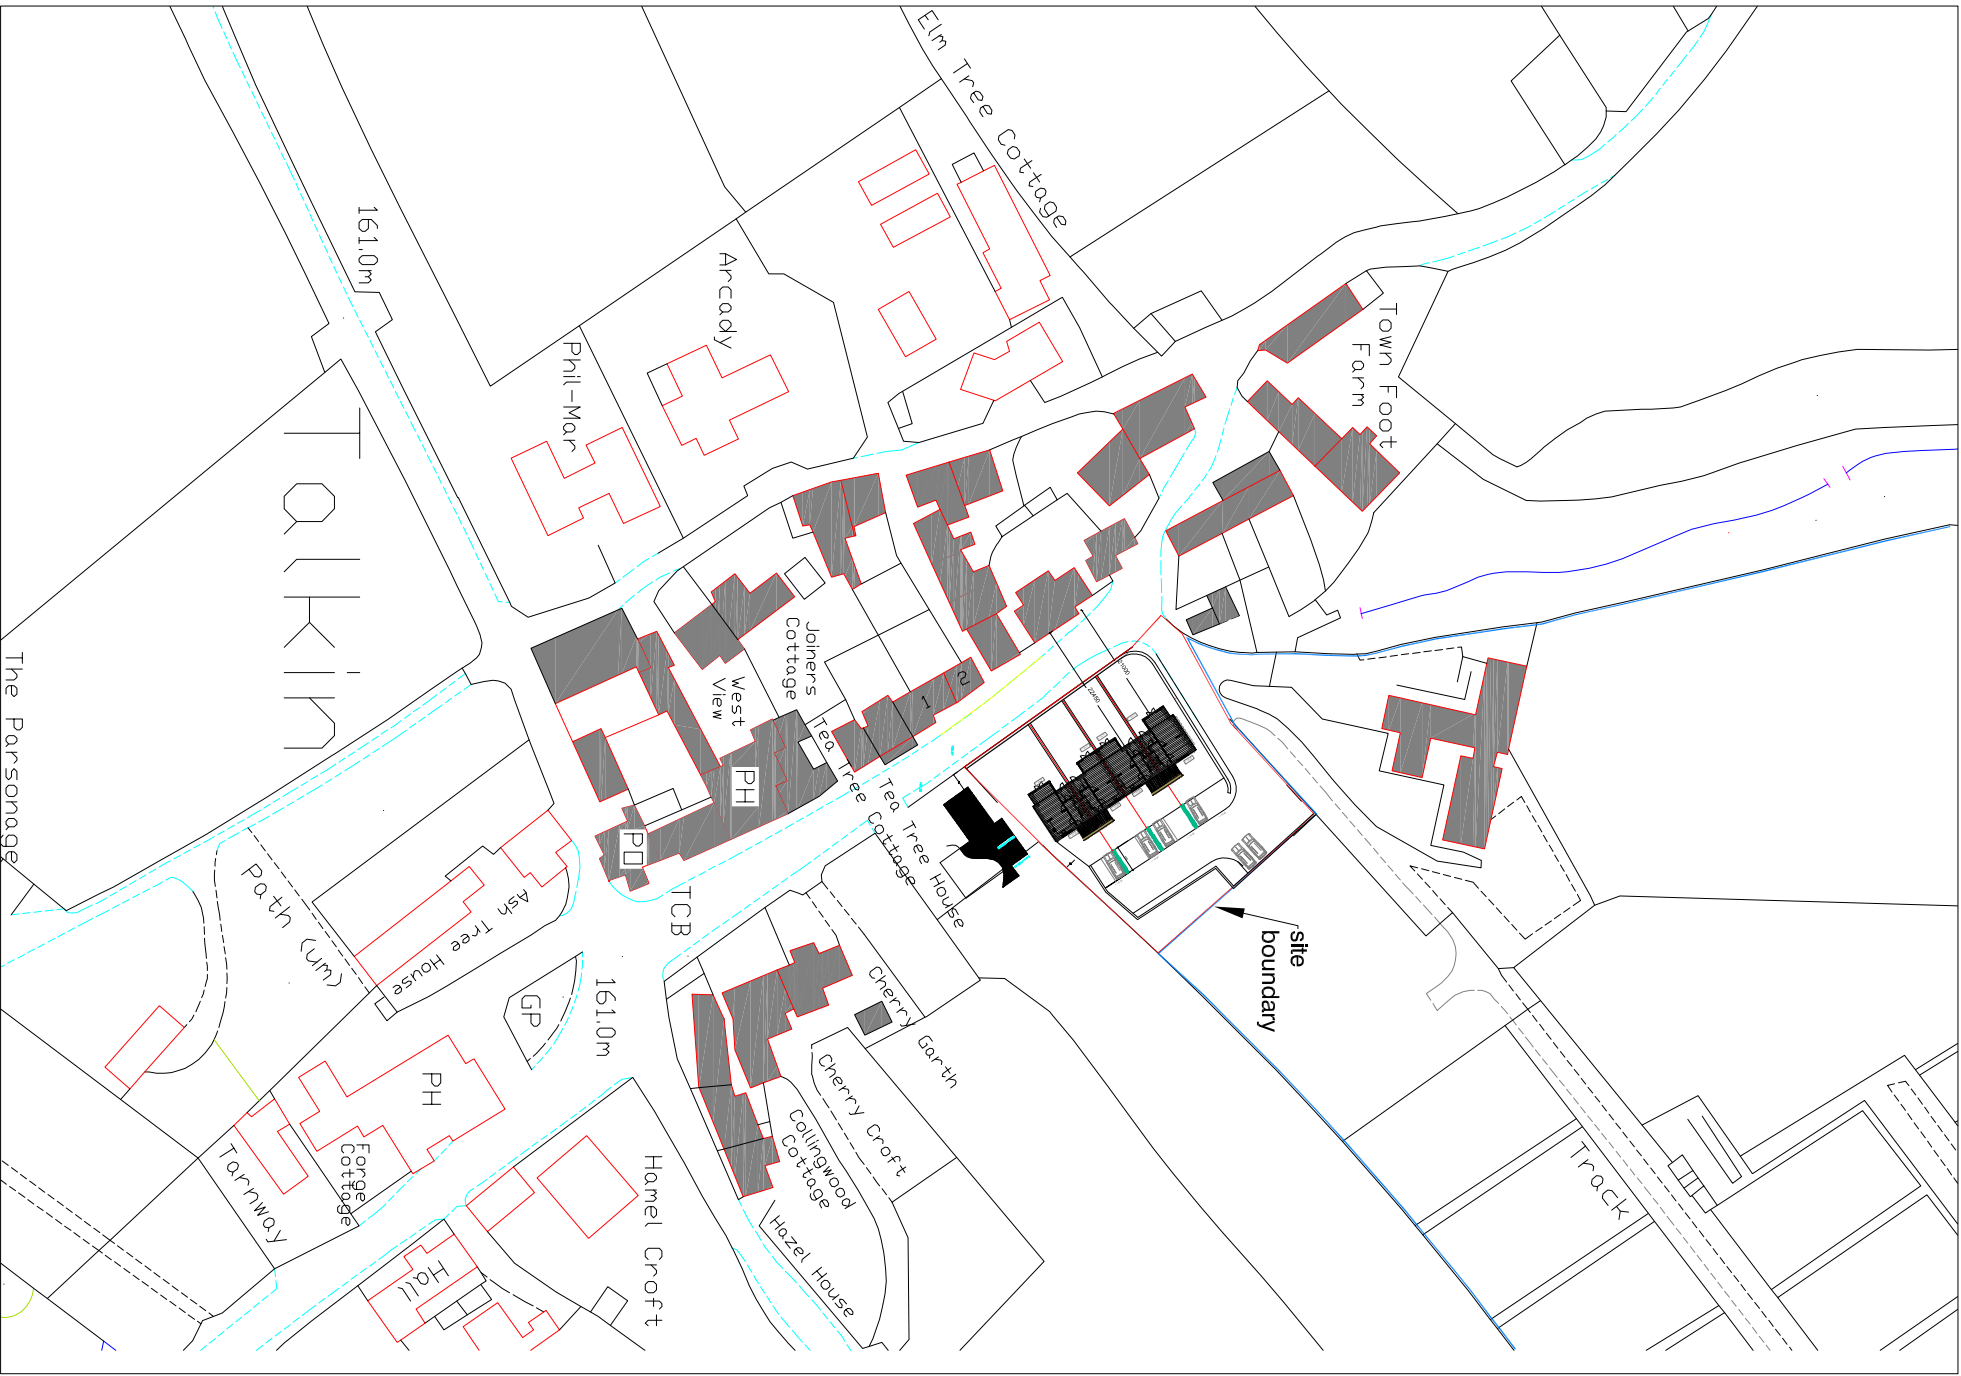 Elm Tree Cottage
161.0m
Arcady
Phil-Mar
Town Foot
Farm
Talkin
The Parsonage
Joiners
Cottage
West
View
1
2
21000
22450
Tea Tree Cottage
Tea Tree House
PH
PO
TCB
site
boundary
Path (um)
Ash Tree House
GP
161.0m
Cherry Garth
Cherry Croft
Collingwood
Cottage
Hazel House
PH
Forge
Cottage
Tarnway
Hamel Croft
Hall
Track